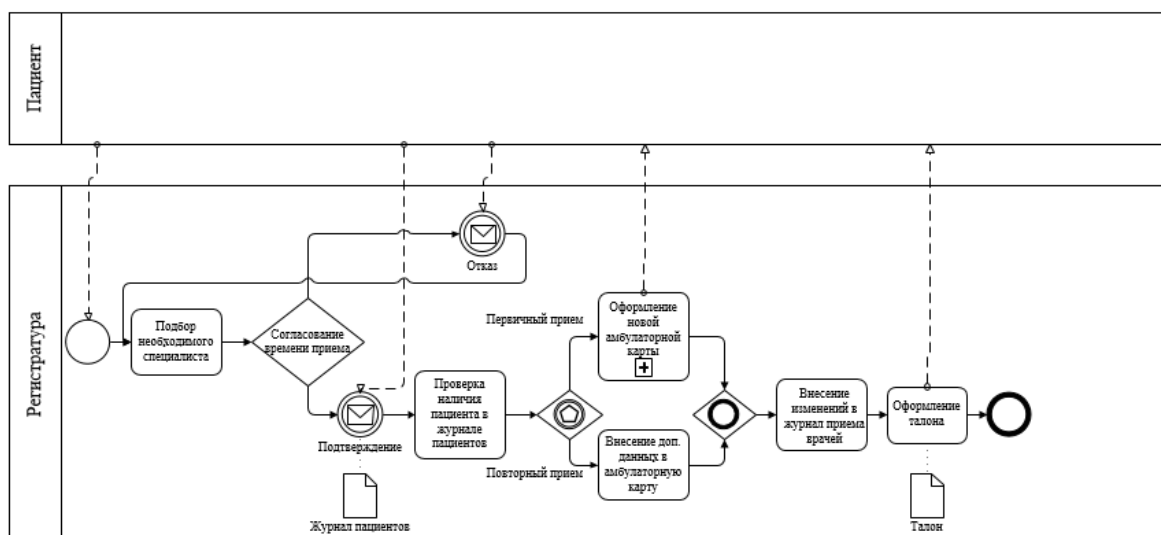 Пациент
Регистратура
Отказ
Подбор
необходимого
специалиста
Согласование
времени приема
Подтверждение
Журнал пациентов
Проверка
наличия
пациента в
журнале
пациентов
Первичный прием
Повторный прием
Оформление
новой
амбулаторной
карты
Внесение доп.
данных в
амбулаторную
карту
Внесение
изменений в
журнал приема
врачей
Оформление
талона
Талон